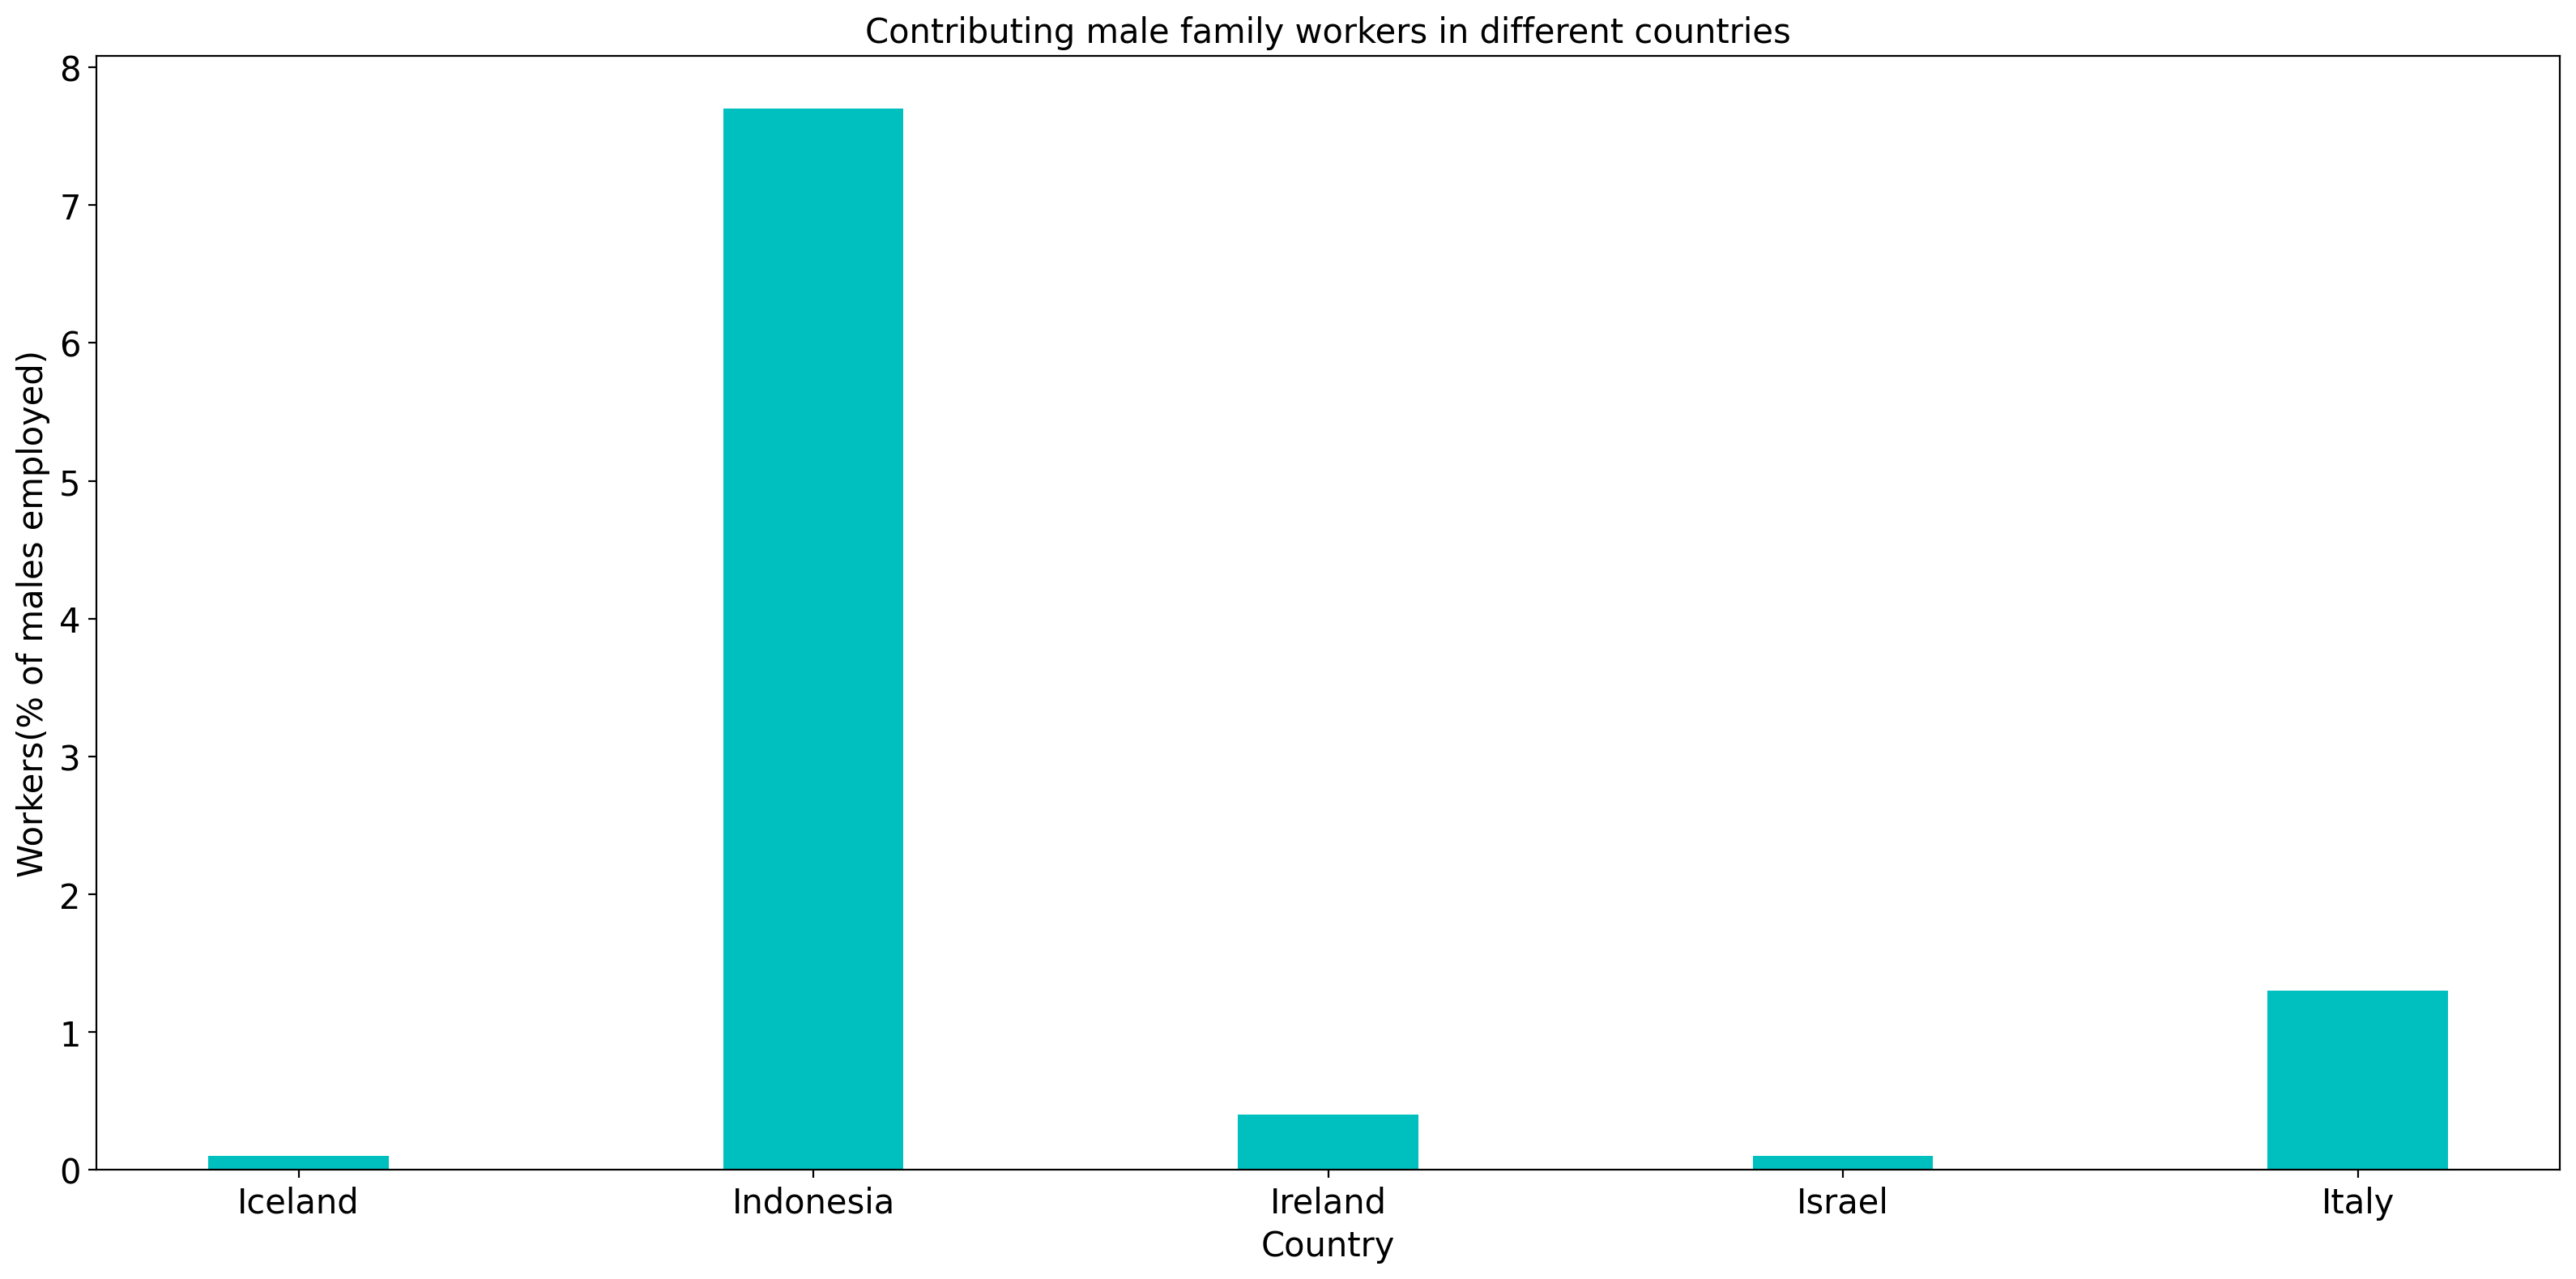 Contributing male family workers in different countries
8
7
6
5
4
3
2
1
0
Workers(% of males employed)
Iceland Indonesia Ireland Israel Italy
Country